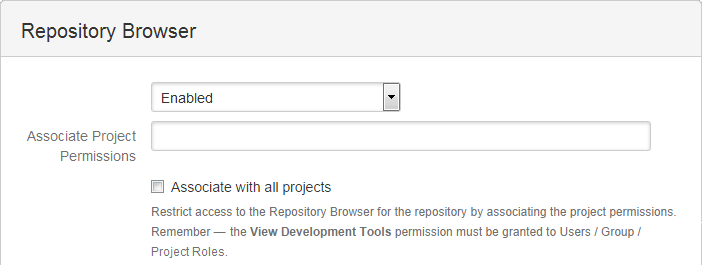 Repository Browser
Enabled
Associate Project
Permissions
Associate with all projects
Restrict access to the Repository Browser for the repository by associating the project permissions.
Remember — the View Development Tools permission must be granted to Users / Group /
Project Roles.